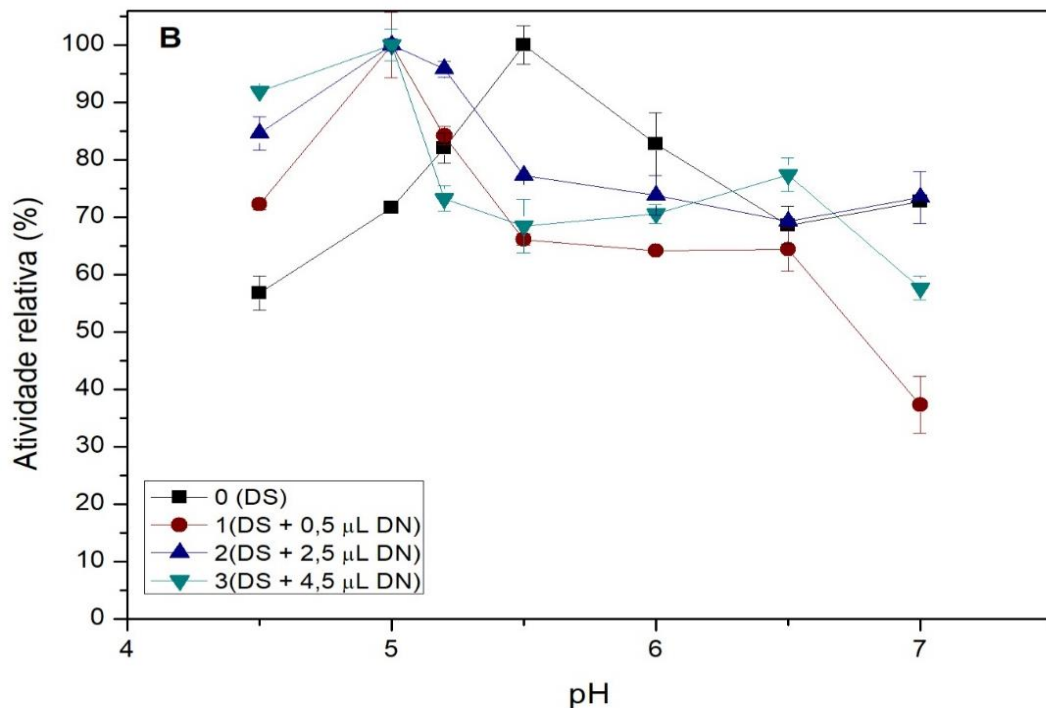 B
Atividade relativa (%)
100
90
80
70
60
50
40
30
20
10
0
0 (DS)
1(DS + 0,5 μL DN)
2(DS + 2,5 μL DN)
3(DS + 4,5 μL DN)
4 5 6 7
pH